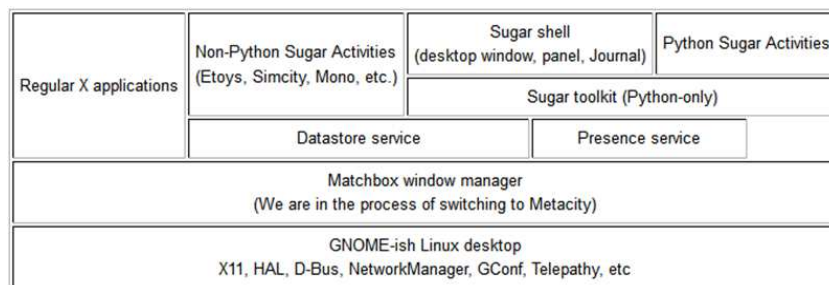 Regular X applications
Non-Python Sugar Activities
(Etoys, Simcity, Mono, etc.)
Sugar shell
(desktop window, panel, Journal)
Python Sugar Activities
Sugar toolkit (Python-only)
Datastore service
Presence service
Matchbox window manager
(We are in the process of switching to Metacity)
GNOME-ish Linux desktop
X11, HAL, D-Bus, NetworkManager, GConf, Telepathy, etc